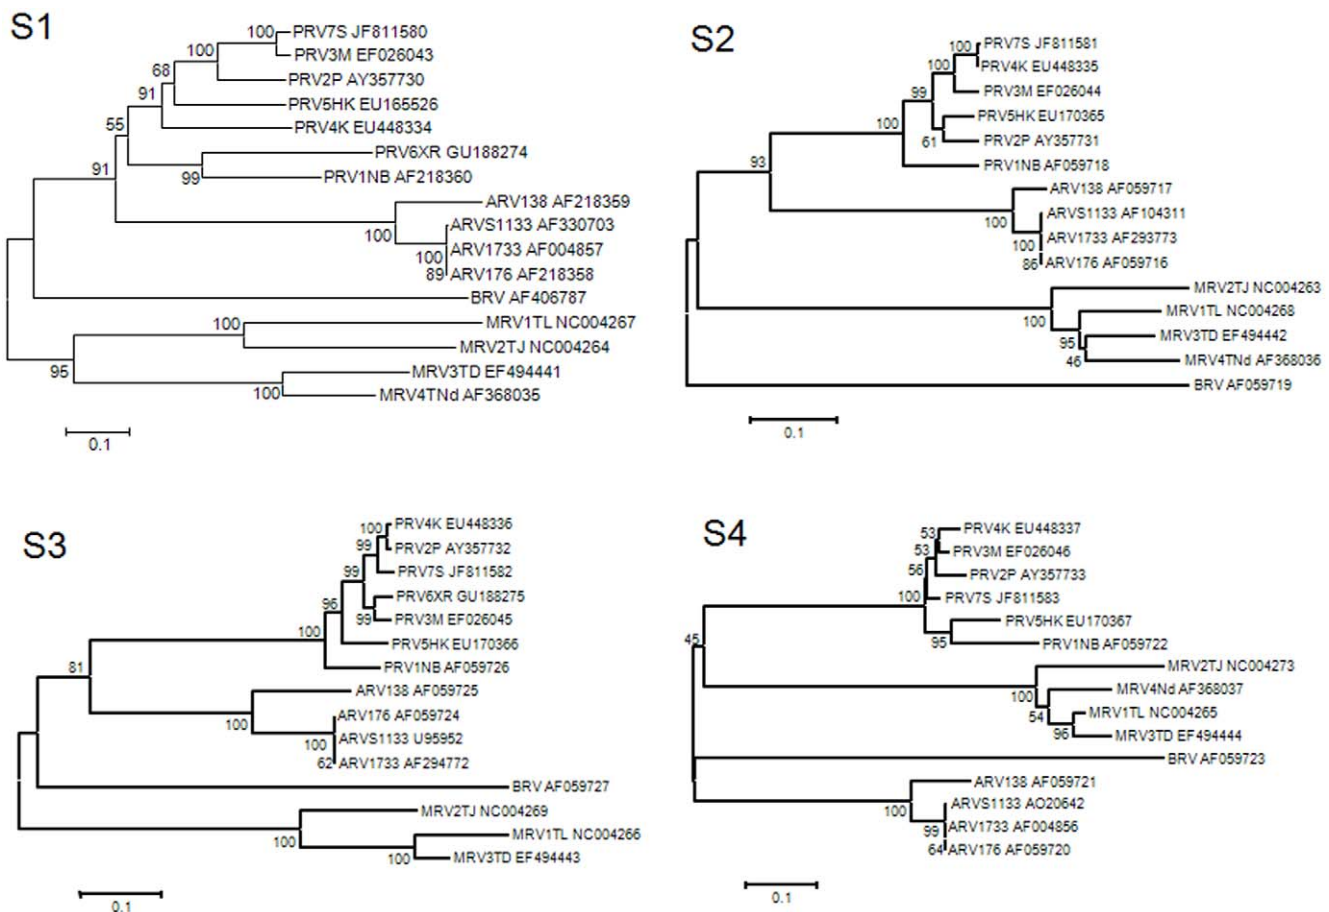 S1
100
PRV7S JF811580
100
PRV3M EF026043
68
PRV2P AY357730
91
PRV5HK EU165526
55
PRV4K EU448334
91
PRV6XR GU188274
99
PRV1NB AF218360
ARV138 AF218359
100
ARVS1133 AF330703
100
ARV1733 AF004857
89
ARV176 AF218358
BRV AF406787
100
MRV1TL NC004267
MRV2TJ NC004264
95
MRV3TD EF494441
100
MRV4TNd AF368035
0.1
S2
100
PRV7S JF811581
100
PRV4K EU448335
99
PRV3M EF026044
100
PRV5HK EU170365
61
PRV2P AY357731
93
PRV1NB AF059718
ARV138 AF059717
100
ARVS1133 AF104311
100
ARV1733 AF293773
86
ARV176 AF059716
MRV2TJ NC004263
100
MRV1TL NC004268
95
MRV3TD EF494442
46
MRV4TNd AF368036
BRV AF059719
0.1
S3
100
PRV4K EU448336
99
PRV2P AY357732
99
PRV7S JF811582
96
PRV6XR GU188275
99
PRV3M EF026045
100
PRV5HK EU170366
81
PRV1NB AF059726
ARV138 AF059725
100
ARV176 AF059724
100
ARVS1133 U95952
62
ARV1733 AF294772
BRV AF059727
MRV2TJ NC004269
100
MRV1TL NC004266
100
MRV3TD EF494443
0.1
S4
53
PRV4K EU448337
53
PRV3M EF026046
56
PRV2P AY357733
100
PRV7S JF811583
PRV5HK EU170367
95
PRV1NB AF059722
45
MRV2TJ NC004273
100
MRV4Nd AF368037
54
MRV1TL NC004265
96
MRV3TD EF494444
BRV AF059723
ARV138 AF059721
100
ARVS1133 AO20642
99
ARV1733 AF004856
64
ARV176 AF059720
0.1